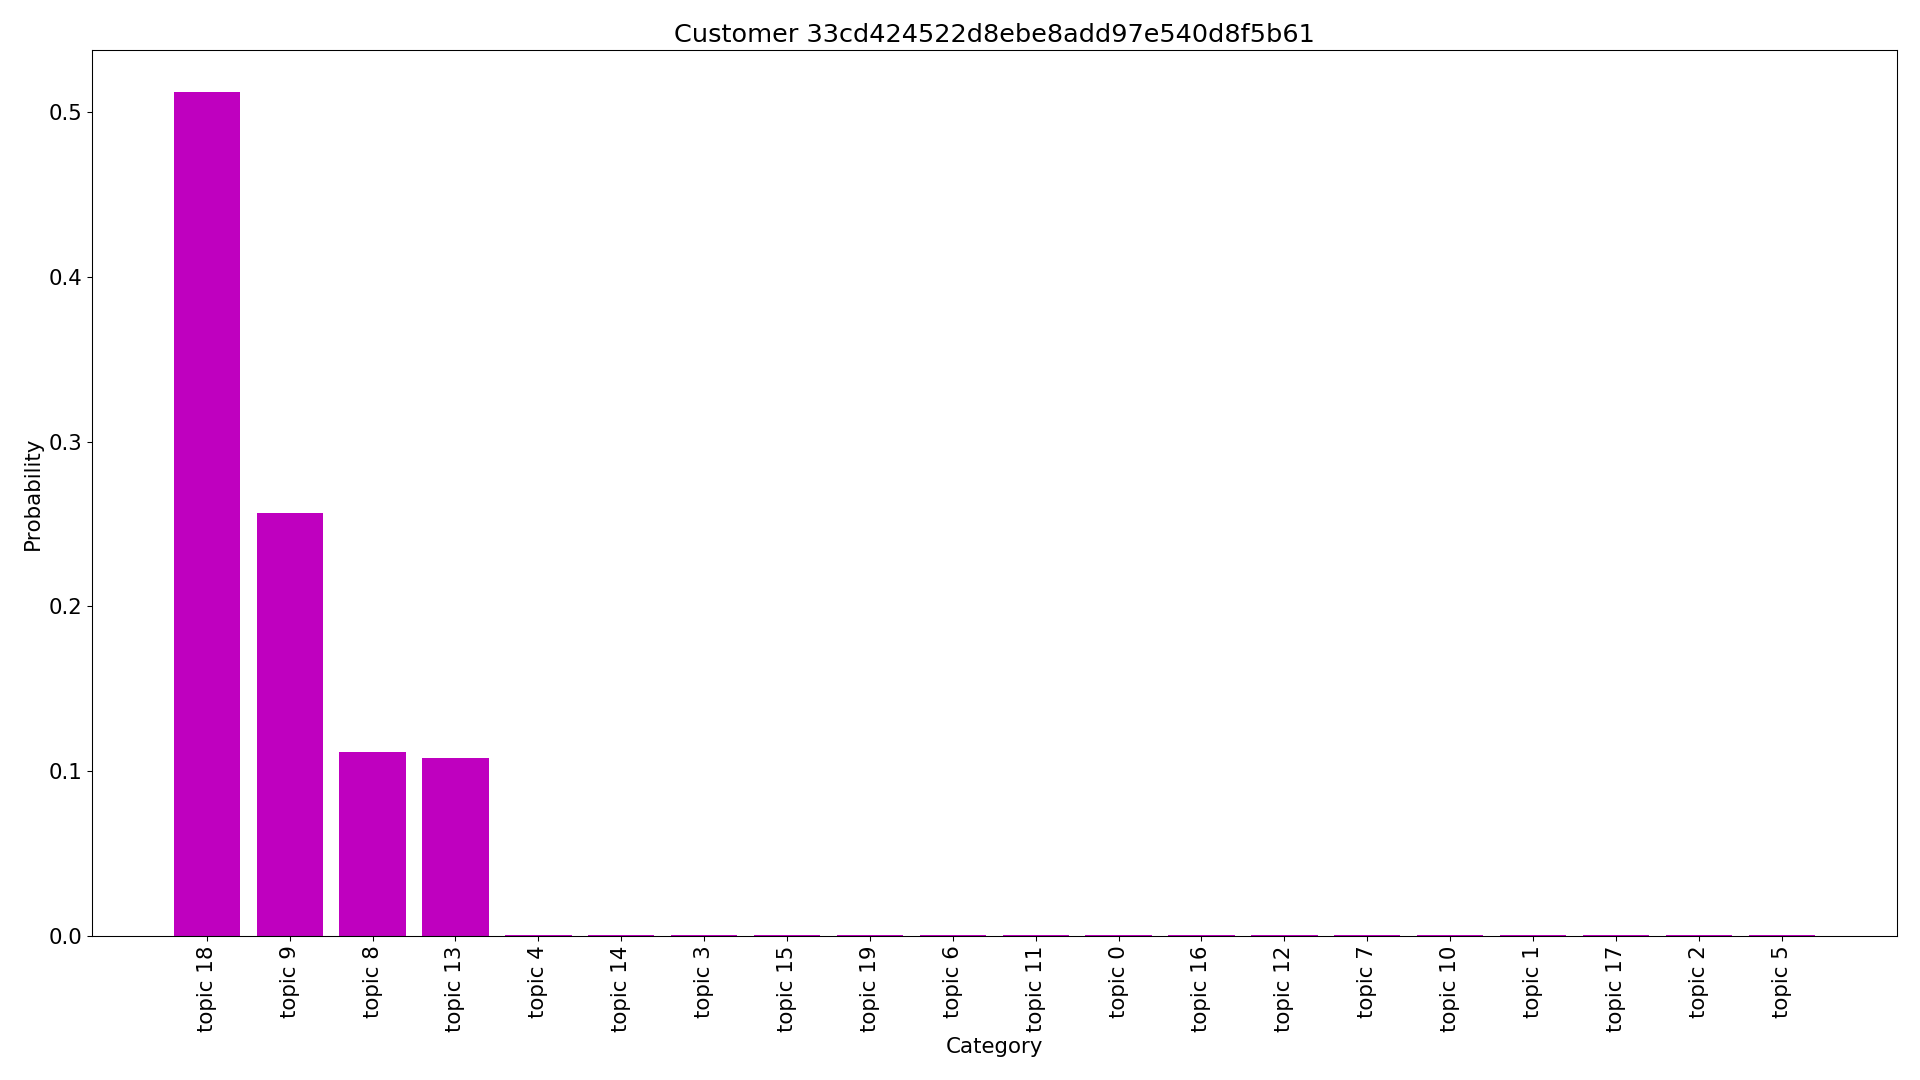 Customer 33cd424522d8ebe8add97e540d8f5b61
Probability
0.5
0.4
0.3
0.2
0.1
0.0
topic 18
topic 9
topic 8
topic 13
topic 4
topic 14
topic 3
topic 15
topic 19
topic 6
topic 11
topic 0
topic 16
topic 12
topic 7
topic 10
topic 1
topic 17
topic 2
topic 5
Category